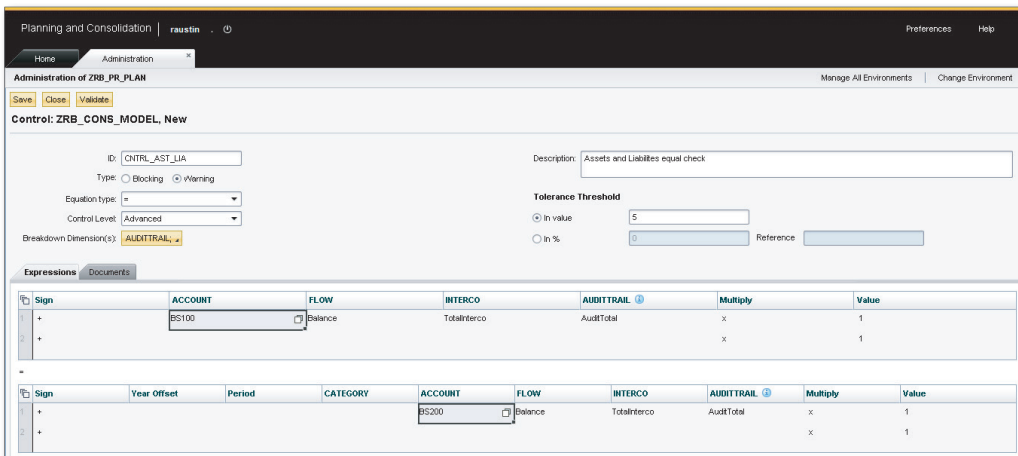 Planning and Consolidation | raustin .
Preferences Help
Home Administration ×
Administration of ZRB_PR_PLAN
Manage All Environments | Change Environment
Save Close Validate
Control: ZRB_CONS_MODEL, New
ID: CNTRL_AST_LIA
Description: Assets and Liabilites equal check
Type: Blocking Warning
Equation type: =
Tolerance Threshold
Control Level: Advanced
In value 5
Breakdown Dimension(s): AUDITTRAIL;
In % 0 Reference
Expressions Documents
Sign ACCOUNT FLOW INTERCO AUDITTRAIL Multiply Value
1 + BS100 Balance TotalInterco AuditTotal x 1
2 + x 1
=
Sign Year Offset Period CATEGORY ACCOUNT FLOW INTERCO AUDITTRAIL Multiply Value
1 + BS200 Balance TotalInterco AuditTotal x 1
2 + x 1